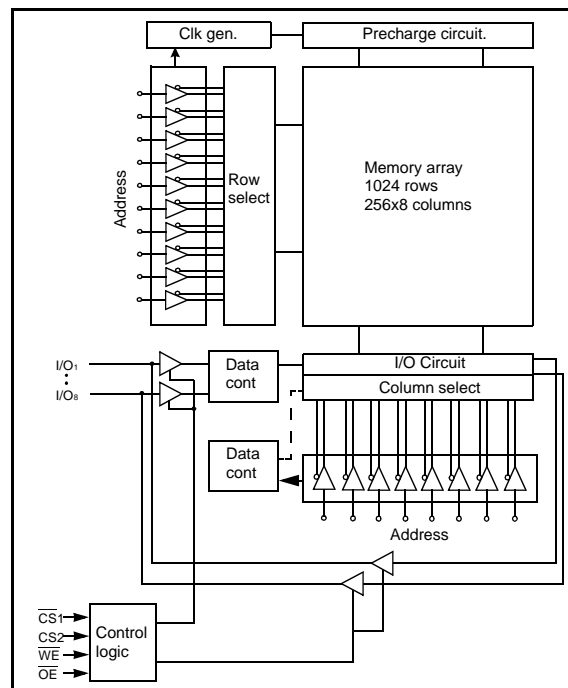 Clk gen.
Precharge circuit.
Address
Row
select
Memory array
1024 rows
256x8 columns
I/O1
I/O8
Data
cont
I/O Circuit
Column select
Data
cont
Address
CS1
CS2
WE
OE
Control
logic